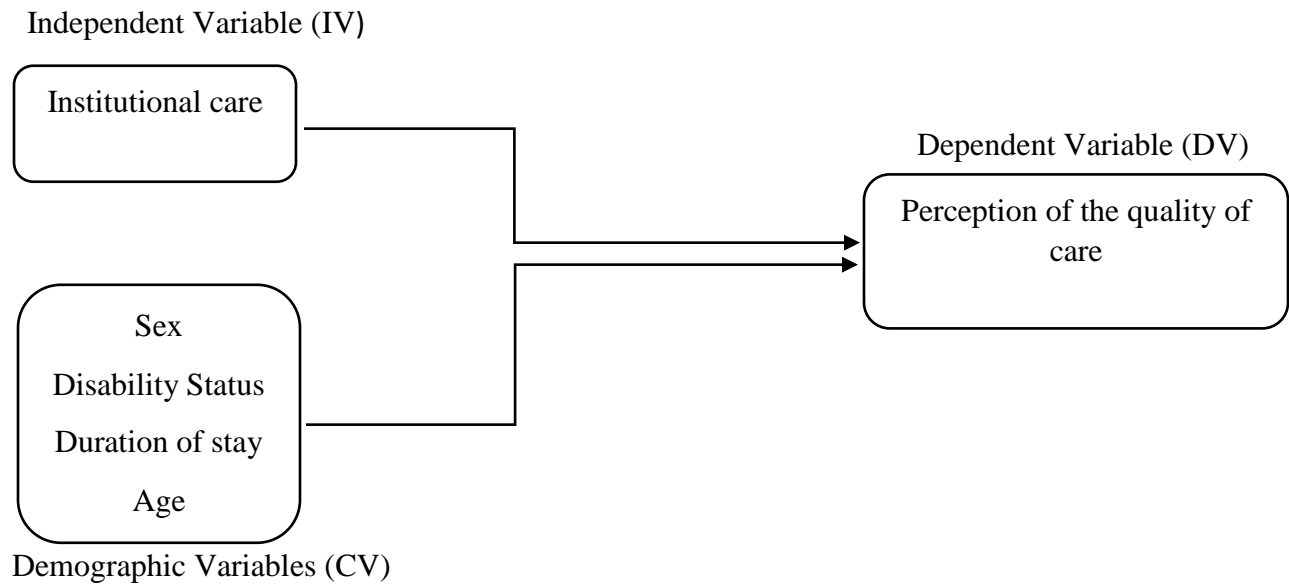 Independent Variable (IV)
Institutional care
Dependent Variable (DV)
Perception of the quality of
care
Sex
Disability Status
Duration of stay
Age
Demographic Variables (CV)